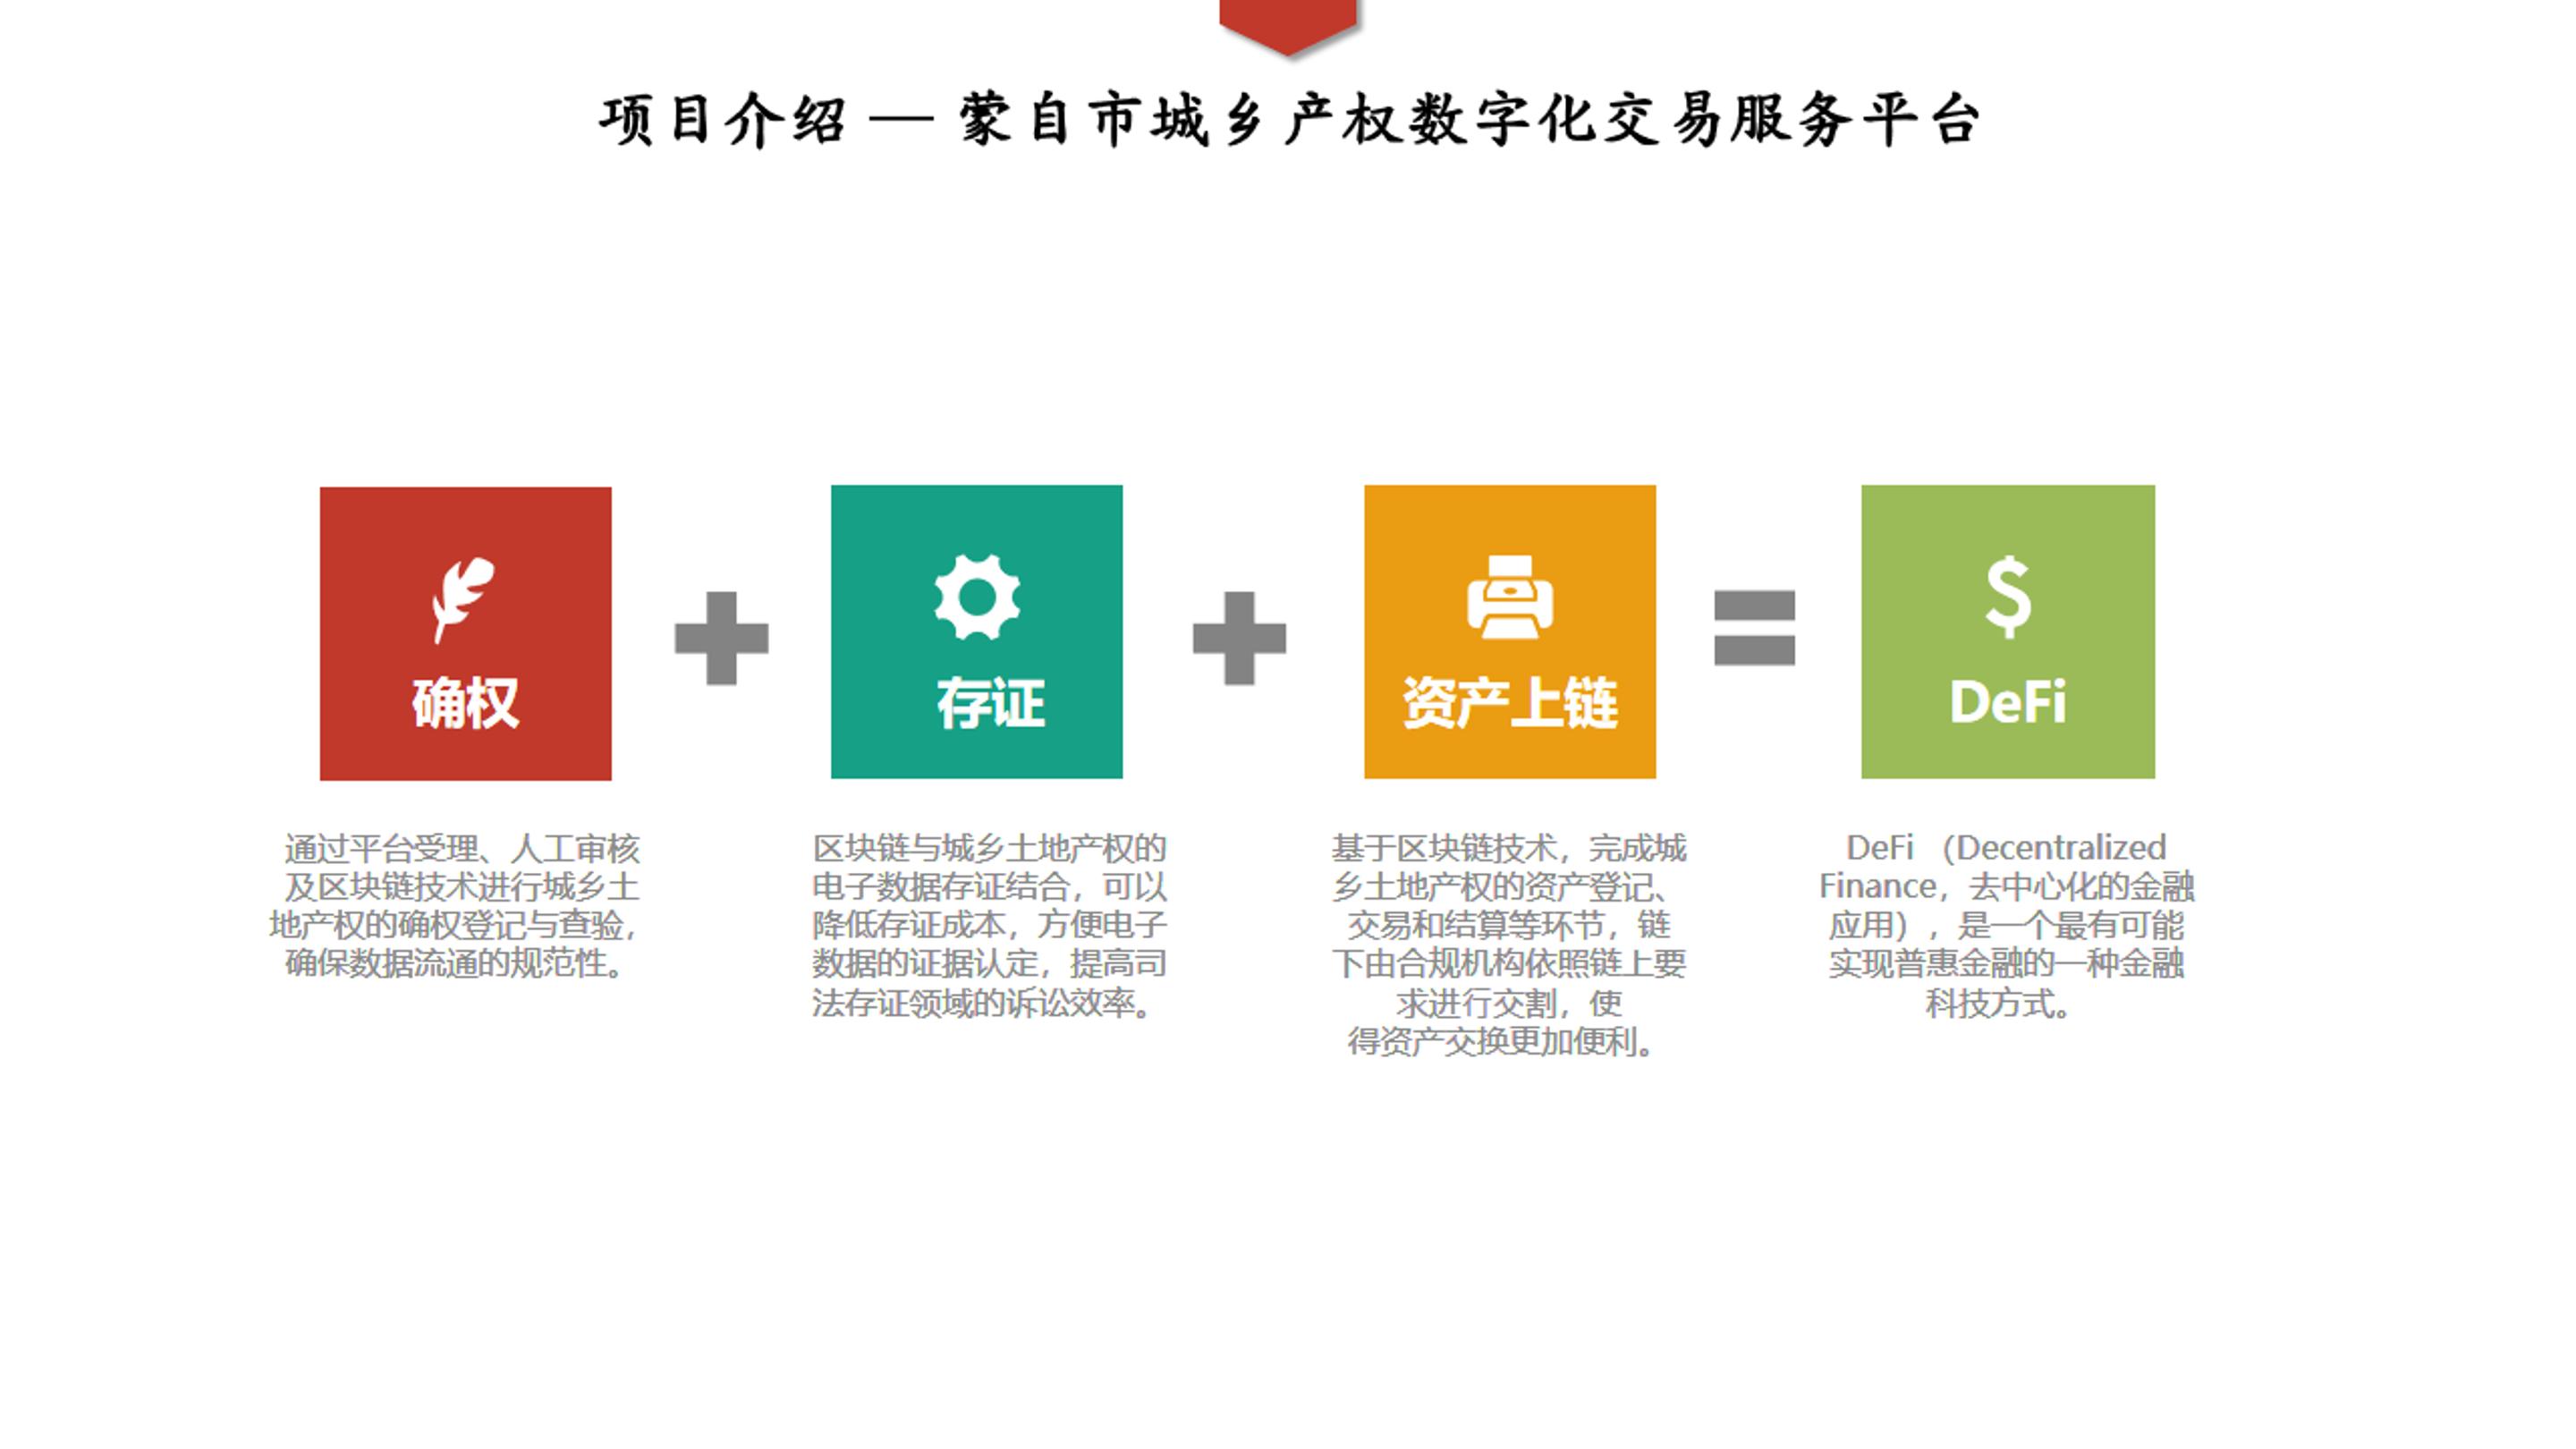 项目介绍 — 蒙自市城乡产权数字化交易服务平台
确权
通过平台受理、人工审核
及区块链技术进行城乡土
地产权的确权登记与查验，
确保数据流通的规范性。
存证
区块链与城乡土地产权的
电子数据存证结合，可以
降低存证成本，方便电子
数据的证据认定，提高司
法存证领域的诉讼效率。
资产上链
基于区块链技术，完成城
乡土地产权的资产登记、
交易和结算等环节，链
下由合规机构依照链上要
求进行交割，使
得资产交换更加便利。
DeFi
DeFi （Decentralized
Finance，去中心化的金融
应用），是一个最有可能
实现普惠金融的一种金融
科技方式。